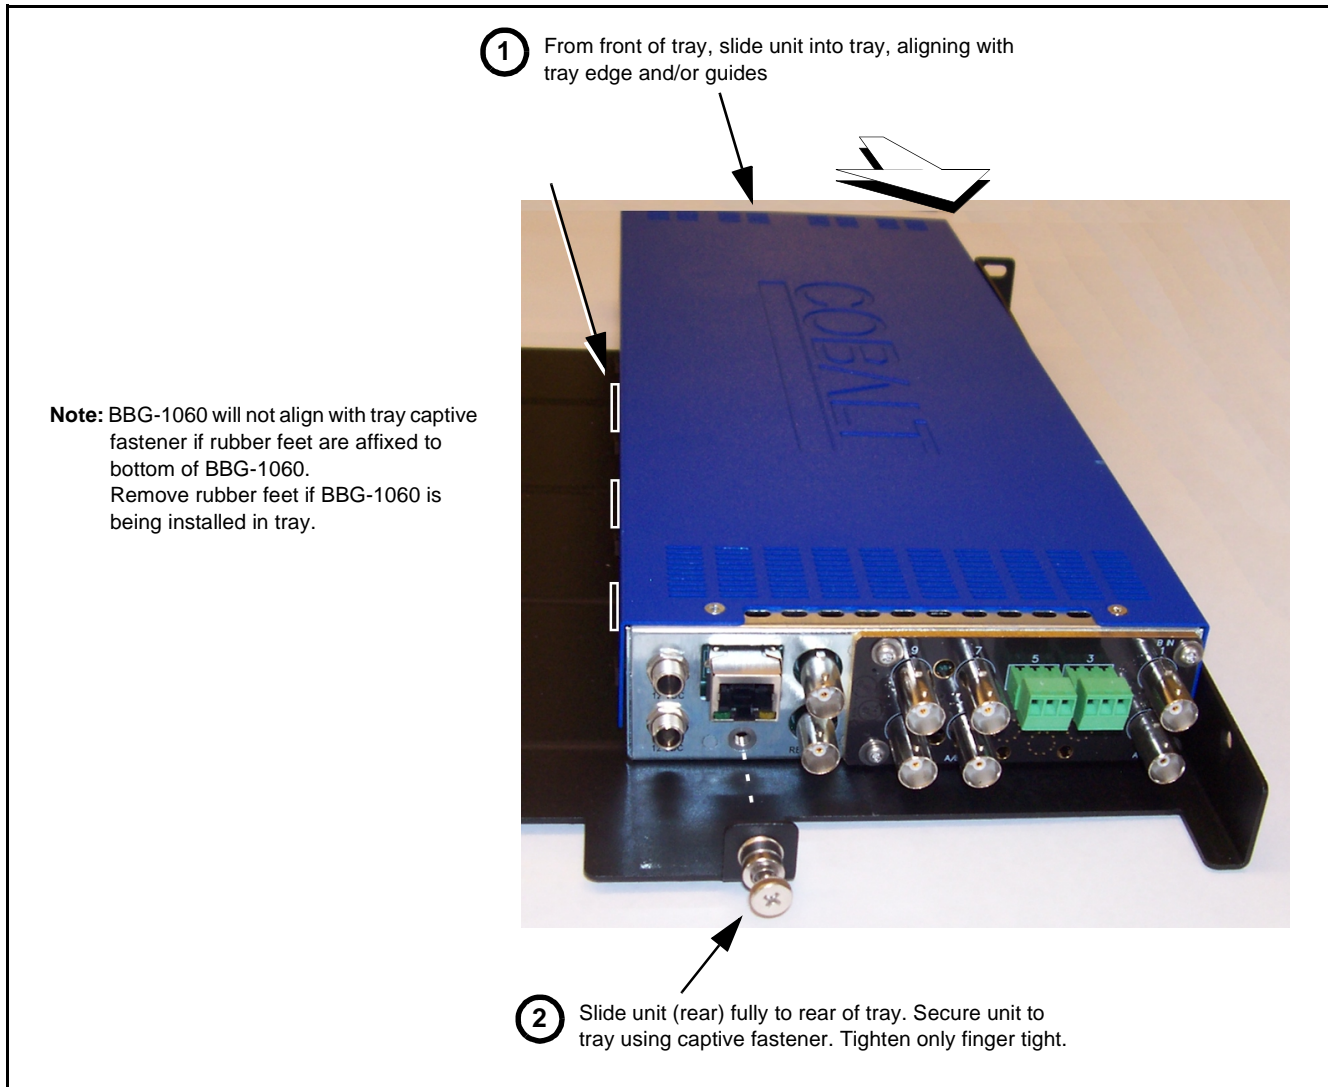 1
From front of tray, slide unit into tray, aligning with
tray edge and/or guides
COBALT
Note: BBG-1060 will not align with tray captive
fastener if rubber feet are affixed to
bottom of BBG-1060.
Remove rubber feet if BBG-1060 is
being installed in tray.
9
7
5
3
1
2
Slide unit (rear) fully to rear of tray. Secure unit to
tray using captive fastener. Tighten only finger tight.